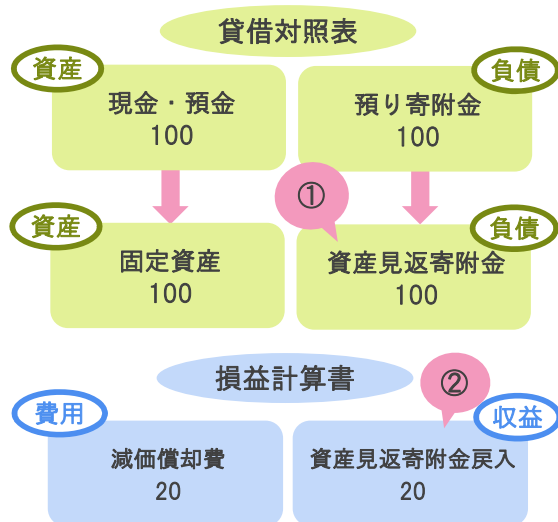 貸借対照表
資産
負債
現金・預金
100
預り寄附金
100
①
資産
負債
固定資産
100
資産見返寄附金
100
損益計算書
②
費用
収益
減価償却費
20
資産見返寄附金戻入
20